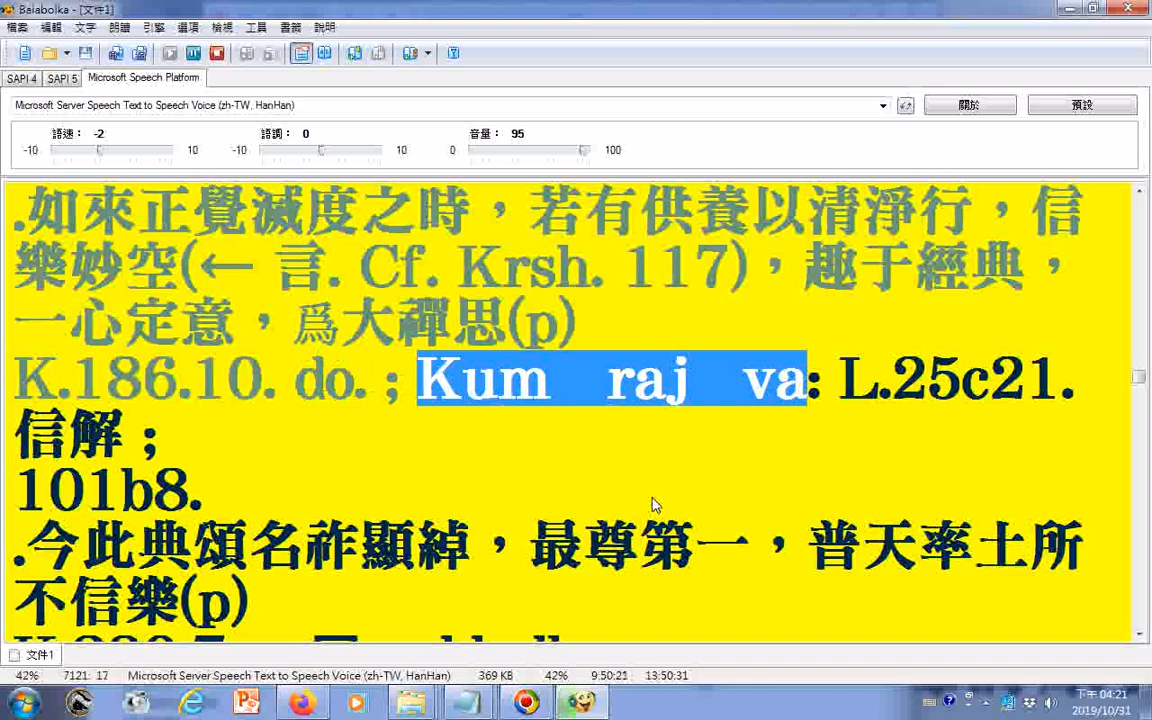 Balabolka - [文件1]
檔案 編輯 文字 朗讀 引擎 選項 檢視 工具 書籤 說明
SAPI 4 SAPI 5 Microsoft Speech Platform
Microsoft Server Speech Text to Speech Voice (zh-TW, HanHan) 關於 預設
語速： -2 語調： 0 音量： 95
-10 10 -10 10 0 100
.如來正覺滅度之時，若有供養以清淨行，信
樂妙空(← 言. Cf. Krsh. 117)，趣于經典，
一心定意，爲大禪思(p)
K.186.10. do. ; Kum raj va: L.25c21.
信解；
101b8.
.今此典頌名祚顯綽，最尊第一，普天率土所
不信樂(p)
文件1
42% 7121: 17 Microsoft Server Speech Text to Speech Voice (zh-TW, HanHan) 369 KB 42% 9:50:21 13:50:31
下午 04:21
2019/10/31